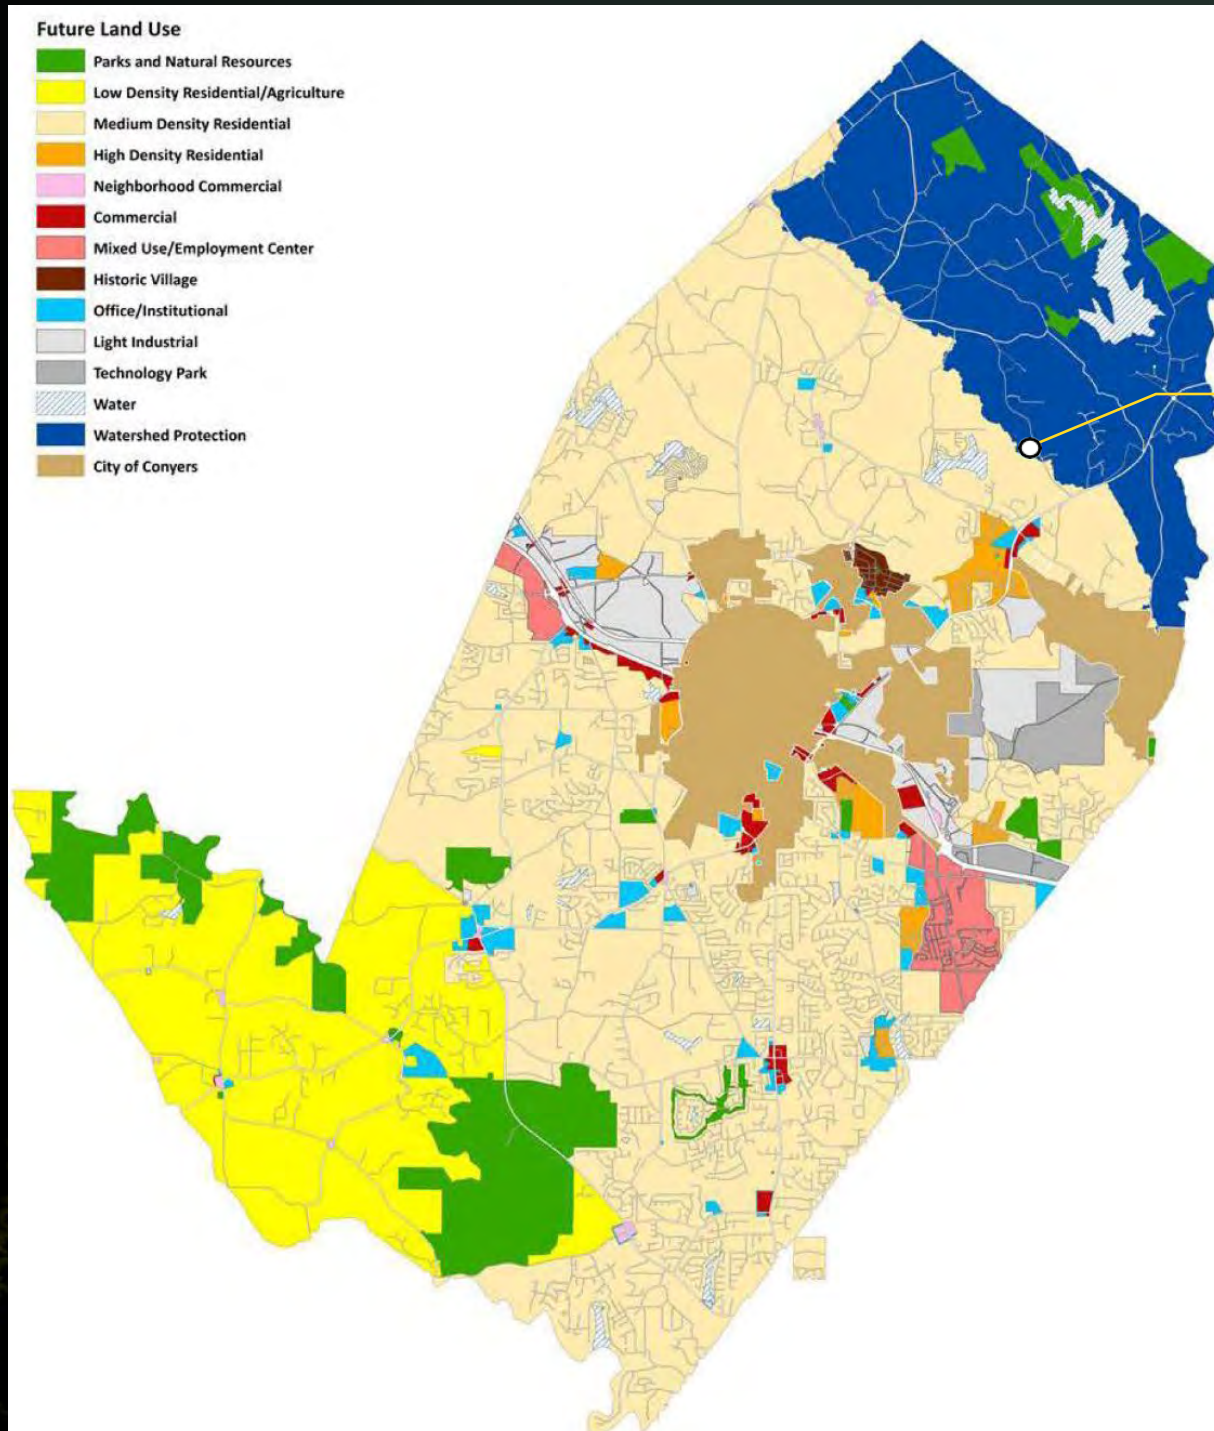 Future Land Use
Parks and Natural Resources
Low Density Residential/Agriculture
Medium Density Residential
High Density Residential
Neighborhood Commercial
Commercial
Mixed Use/Employment Center
Historic Village
Office/Institutional
Light Industrial
Technology Park
Water
Watershed Protection
City of Conyers